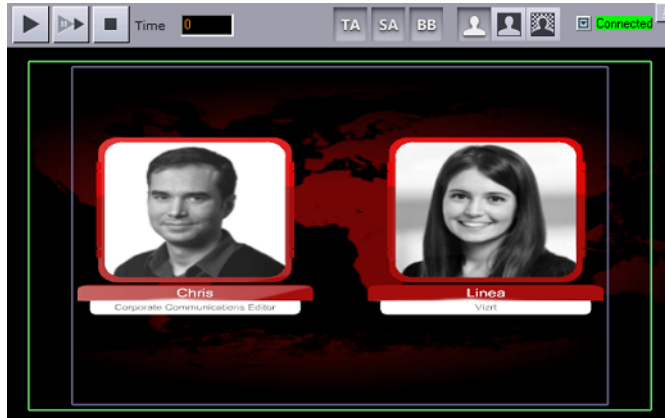 Time 0 TA SA BB Connected
Chris
Linea
Corporate Communications Editor
Vizrt